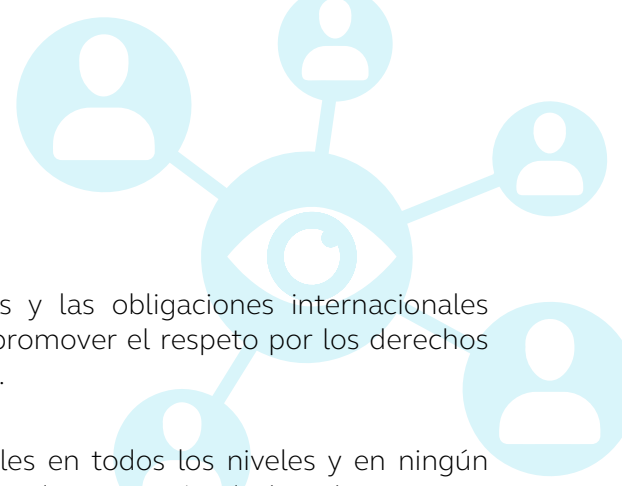 s y las obligaciones internacionales
promover el respeto por los derechos
.
les en todos los niveles y en ningún